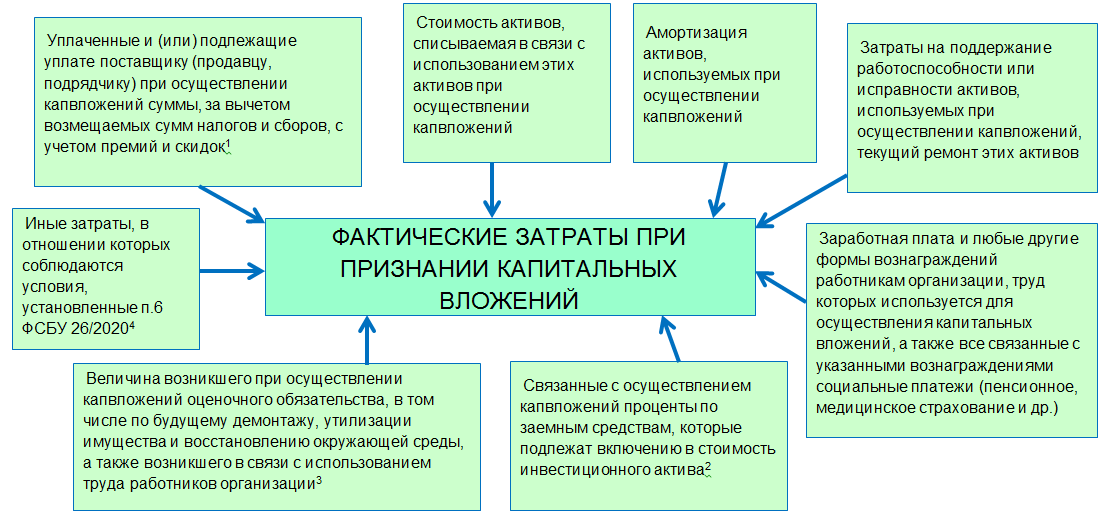 Уплаченные и (или) подлежащие
уплате поставщику (продавцу,
подрядчику) при осуществлении
капвложений суммы, за вычетом
возмещаемых сумм налогов и сборов, с
учетом премий и скидок1
Стоимость активов,
списываемая в связи с
использованием этих
активов при
осуществлении
капвложений
Амортизация
активов,
используемых при
осуществлении
капвложений
Затраты на поддержание
работоспособности или
исправности активов,
используемых при
осуществлении капвложений,
текущий ремонт этих активов
Иные затраты, в
отношении которых
соблюдаются
условия,
установленные п.6
ФСБУ 26/20204
ФАКТИЧЕСКИЕ ЗАТРАТЫ ПРИ
ПРИЗНАНИИ КАПИТАЛЬНЫХ
ВЛОЖЕНИЙ
Заработная плата и любые другие
формы вознаграждений
работникам организации, труд
которых используется для
осуществления капитальных
вложений, а также все связанные с
указанными вознаграждениями
социальные платежи (пенсионное,
медицинское страхование и др.)
Величина возникшего при осуществлении
капвложений оценочного обязательства, в том
числе по будущему демонтажу, утилизации
имущества и восстановлению окружающей среды,
а также возникшего в связи с использованием
труда работников организации3
Связанные с осуществлением
капвложений проценты по
заемным средствам, которые
подлежат включению в стоимость
инвестиционного актива2